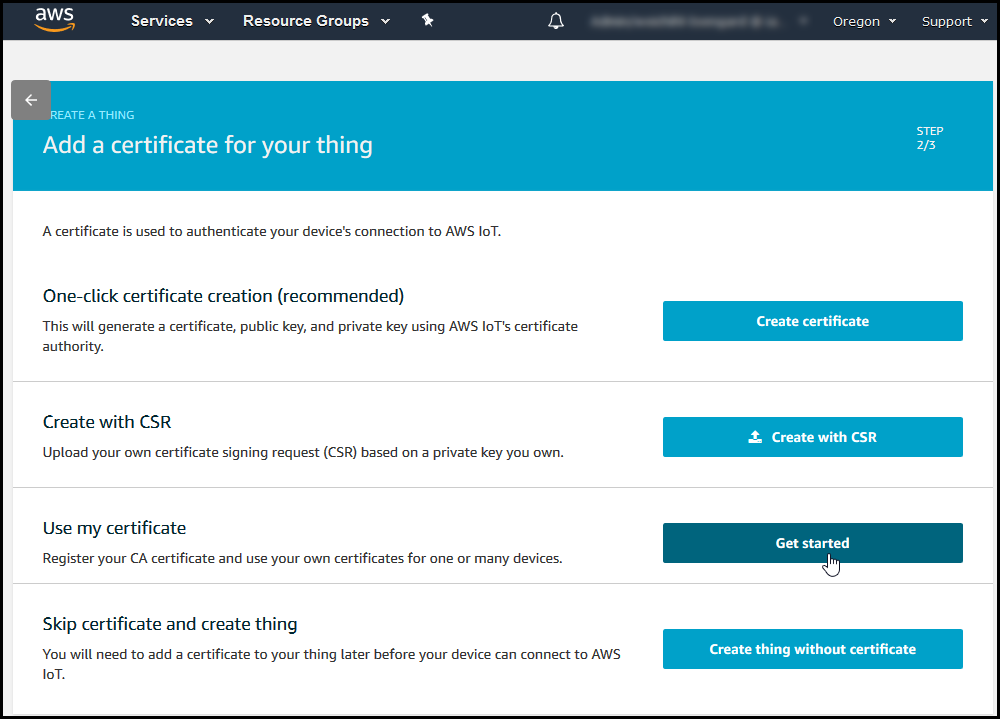 aws Services Resource Groups Oregon Support
REATE A THING
Add a certificate for your thing
STEP
2/3
A certificate is used to authenticate your device's connection to AWS IoT.
One-click certificate creation (recommended)
This will generate a certificate, public key, and private key using AWS IoT's certificate
authority.
Create certificate
Create with CSR
Upload your own certificate signing request (CSR) based on a private key you own.
Create with CSR
Use my certificate
Register your CA certificate and use your own certificates for one or many devices.
Get started
Skip certificate and create thing
You will need to add a certificate to your thing later before your device can connect to AWS
IoT.
Create thing without certificate